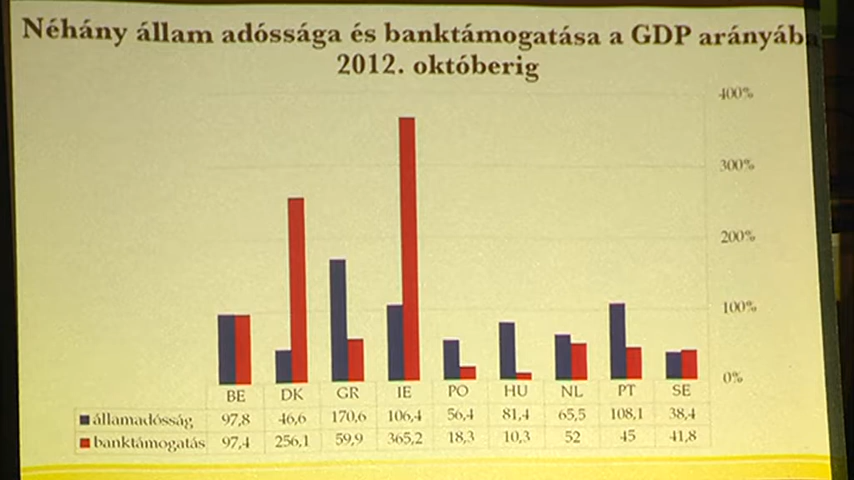 Néhány állam adóssága és banktámogatása a GDP arányába
2012. októberig
400%
300%
200%
100%
0%
BE DK GR IE PO HU NL PT SE
államadósság 97,8 46,6 170,6 106,4 56,4 81,4 65,5 108,1 38,4
banktámogatás 97,4 256,1 59,9 365,2 18,3 10,3 52 45 41,8